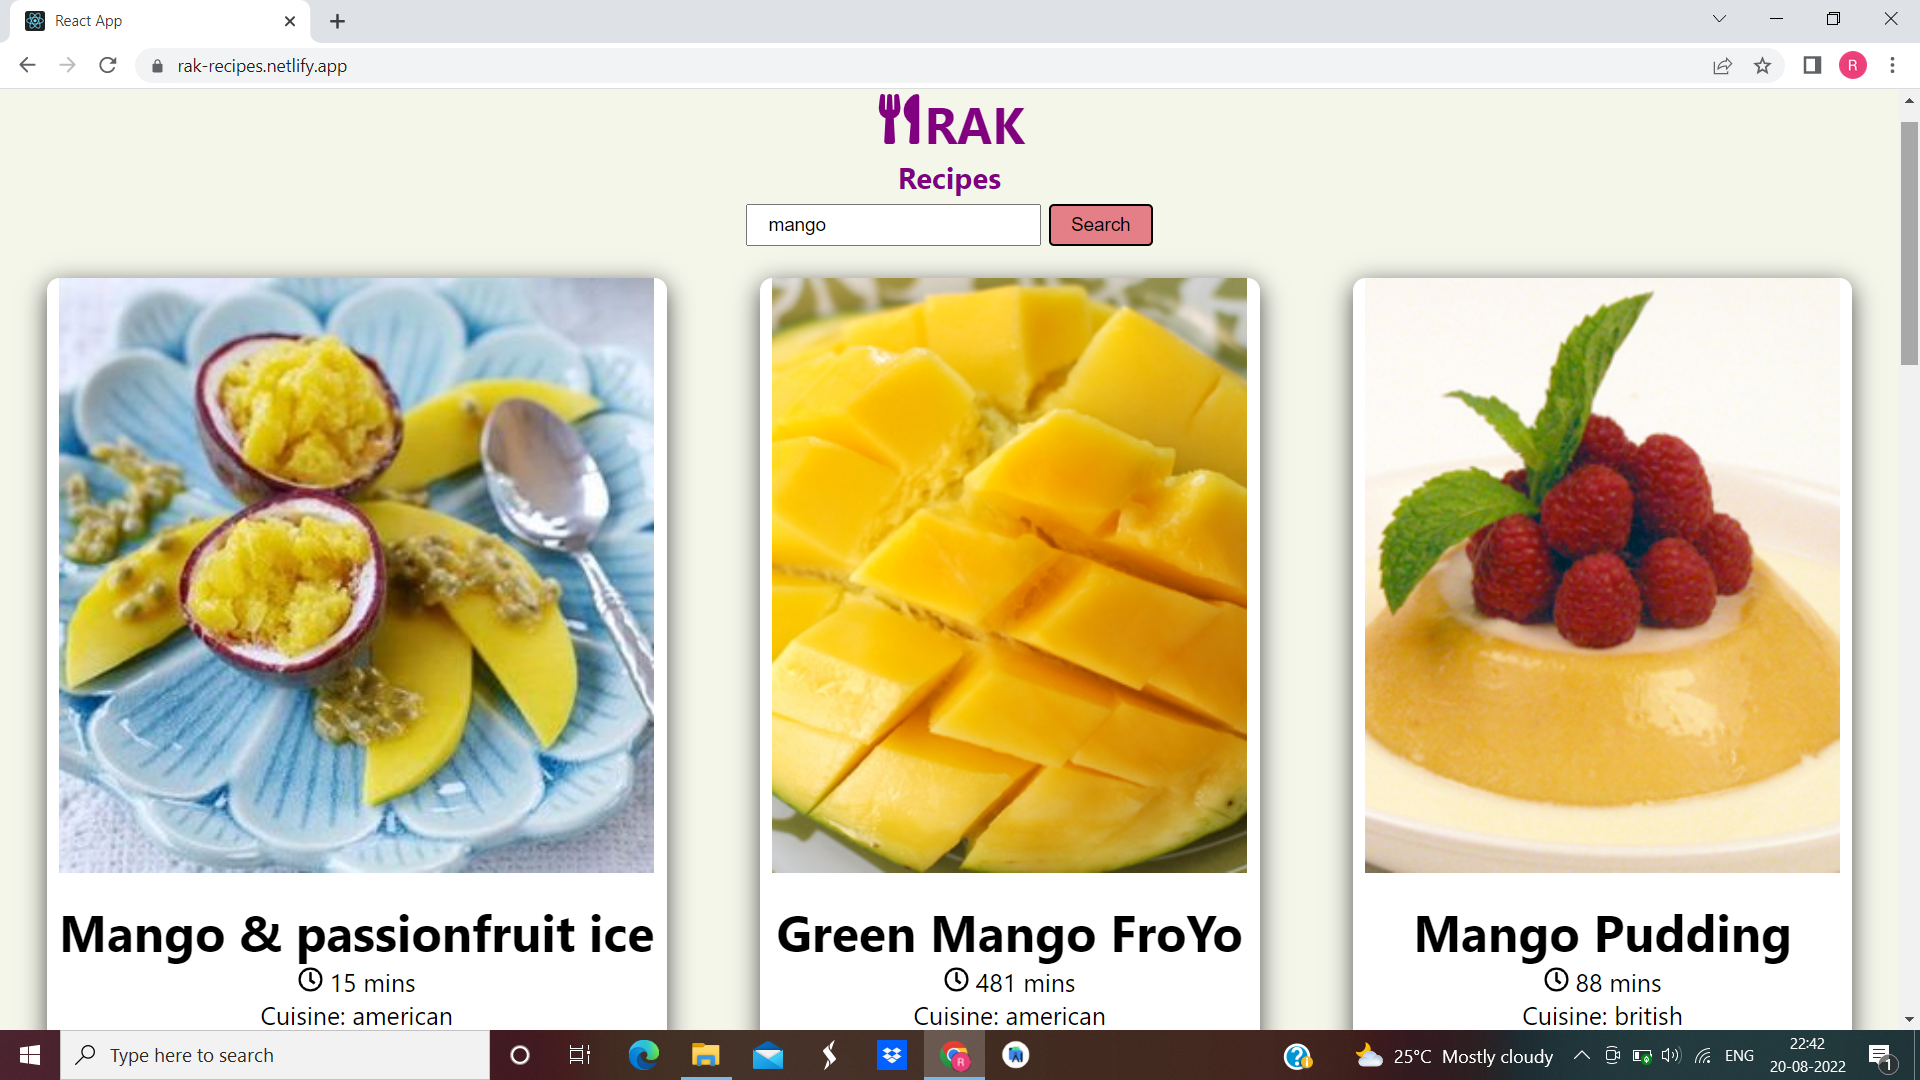 React App
rak-recipes.netlify.app
R
RAK
Recipes
mango
Search
Mango & passionfruit ice
15 mins
Cuisine: american
Green Mango FroYo
481 mins
Cuisine: american
Mango Pudding
88 mins
Cuisine: british
Type here to search
R
25°C Mostly cloudy
ENG
22:42
20-08-2022
1